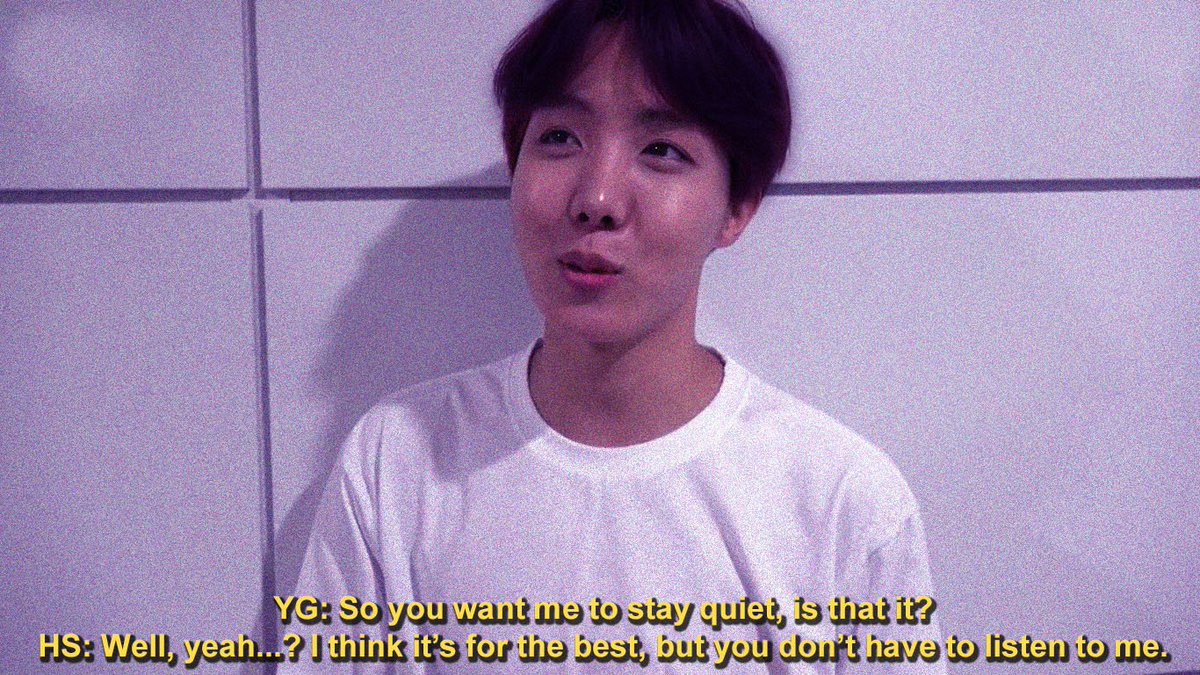 YG: So you want me to stay quiet, is that it?
HS: Well, yeah...? I think it’s for the best, but you don’t have to listen to me.